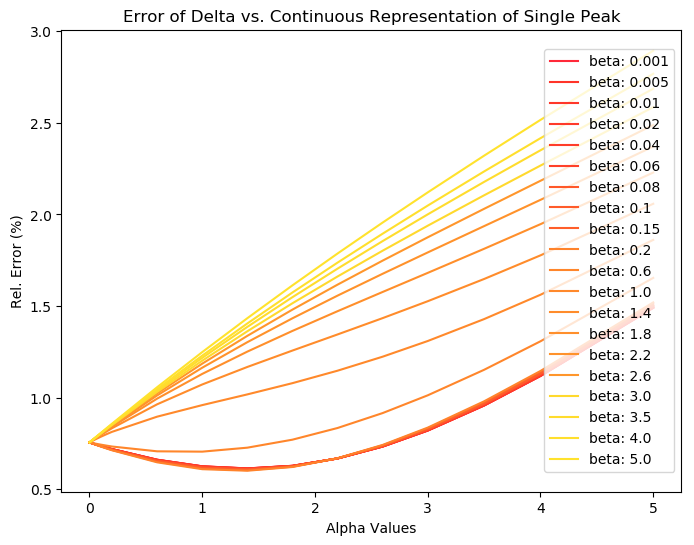 Error of Delta vs. Continuous Representation of Single Peak
3.0
2.5
2.0
1.5
1.0
0.5
Rel. Error (%)
0
1
2
3
4
5
Alpha Values
beta: 0.001
beta: 0.005
beta: 0.01
beta: 0.02
beta: 0.04
beta: 0.06
beta: 0.08
beta: 0.1
beta: 0.15
beta: 0.2
beta: 0.6
beta: 1.0
beta: 1.4
beta: 1.8
beta: 2.2
beta: 2.6
beta: 3.0
beta: 3.5
beta: 4.0
beta: 5.0